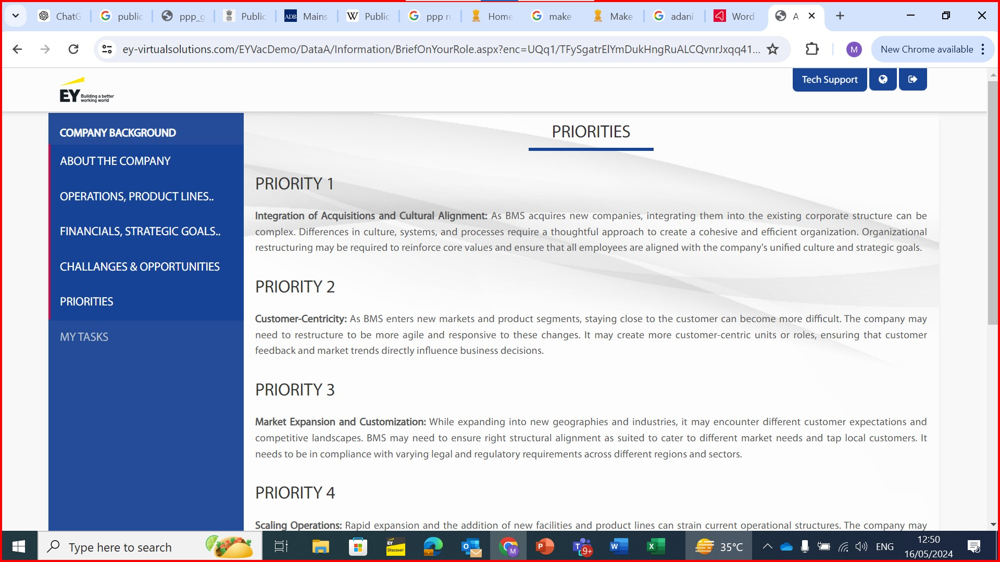 ChatG
public
ppp_g
Public
ADB Mains
W Public
ppp ro
Home
make
Make
adani
Word
A
ey-virtualsolutions.com/EYVacDemo/DataA/Information/BriefOnYourRole.aspx?enc=UQq1/TFySgatrElYmDukHngRuALCQvnrJxqq41...
M
New Chrome available
EY Building a better
working world
Tech Support
COMPANY BACKGROUND
ABOUT THE COMPANY
OPERATIONS, PRODUCT LINES..
FINANCIALS, STRATEGIC GOALS..
CHALLANGES & OPPORTUNITIES
PRIORITIES
MY TASKS
PRIORITIES
PRIORITY 1
Integration of Acquisitions and Cultural Alignment: As BMS acquires new companies, integrating them into the existing corporate structure can be
complex. Differences in culture, systems, and processes require a thoughtful approach to create a cohesive and efficient organization. Organizational
restructuring may be required to reinforce core values and ensure that all employees are aligned with the company's unified culture and strategic goals.
PRIORITY 2
Customer-Centricity: As BMS enters new markets and product segments, staying close to the customer can become more difficult. The company may
need to restructure to be more agile and responsive to these changes. It may create more customer-centric units or roles, ensuring that customer
feedback and market trends directly influence business decisions.
PRIORITY 3
Market Expansion and Customization: While expanding into new geographies and industries, it may encounter different customer expectations and
competitive landscapes. BMS may need to ensure right structural alignment as suited to cater to different market needs and tap local customers. It
needs to be in compliance with varying legal and regulatory requirements across different regions and sectors.
PRIORITY 4
Scaling Operations: Rapid expansion and the addition of new facilities and product lines can strain current operational structures. The company may
Type here to search
EY
Discover
M
9+
35°C
ENG
12:50
16/05/2024